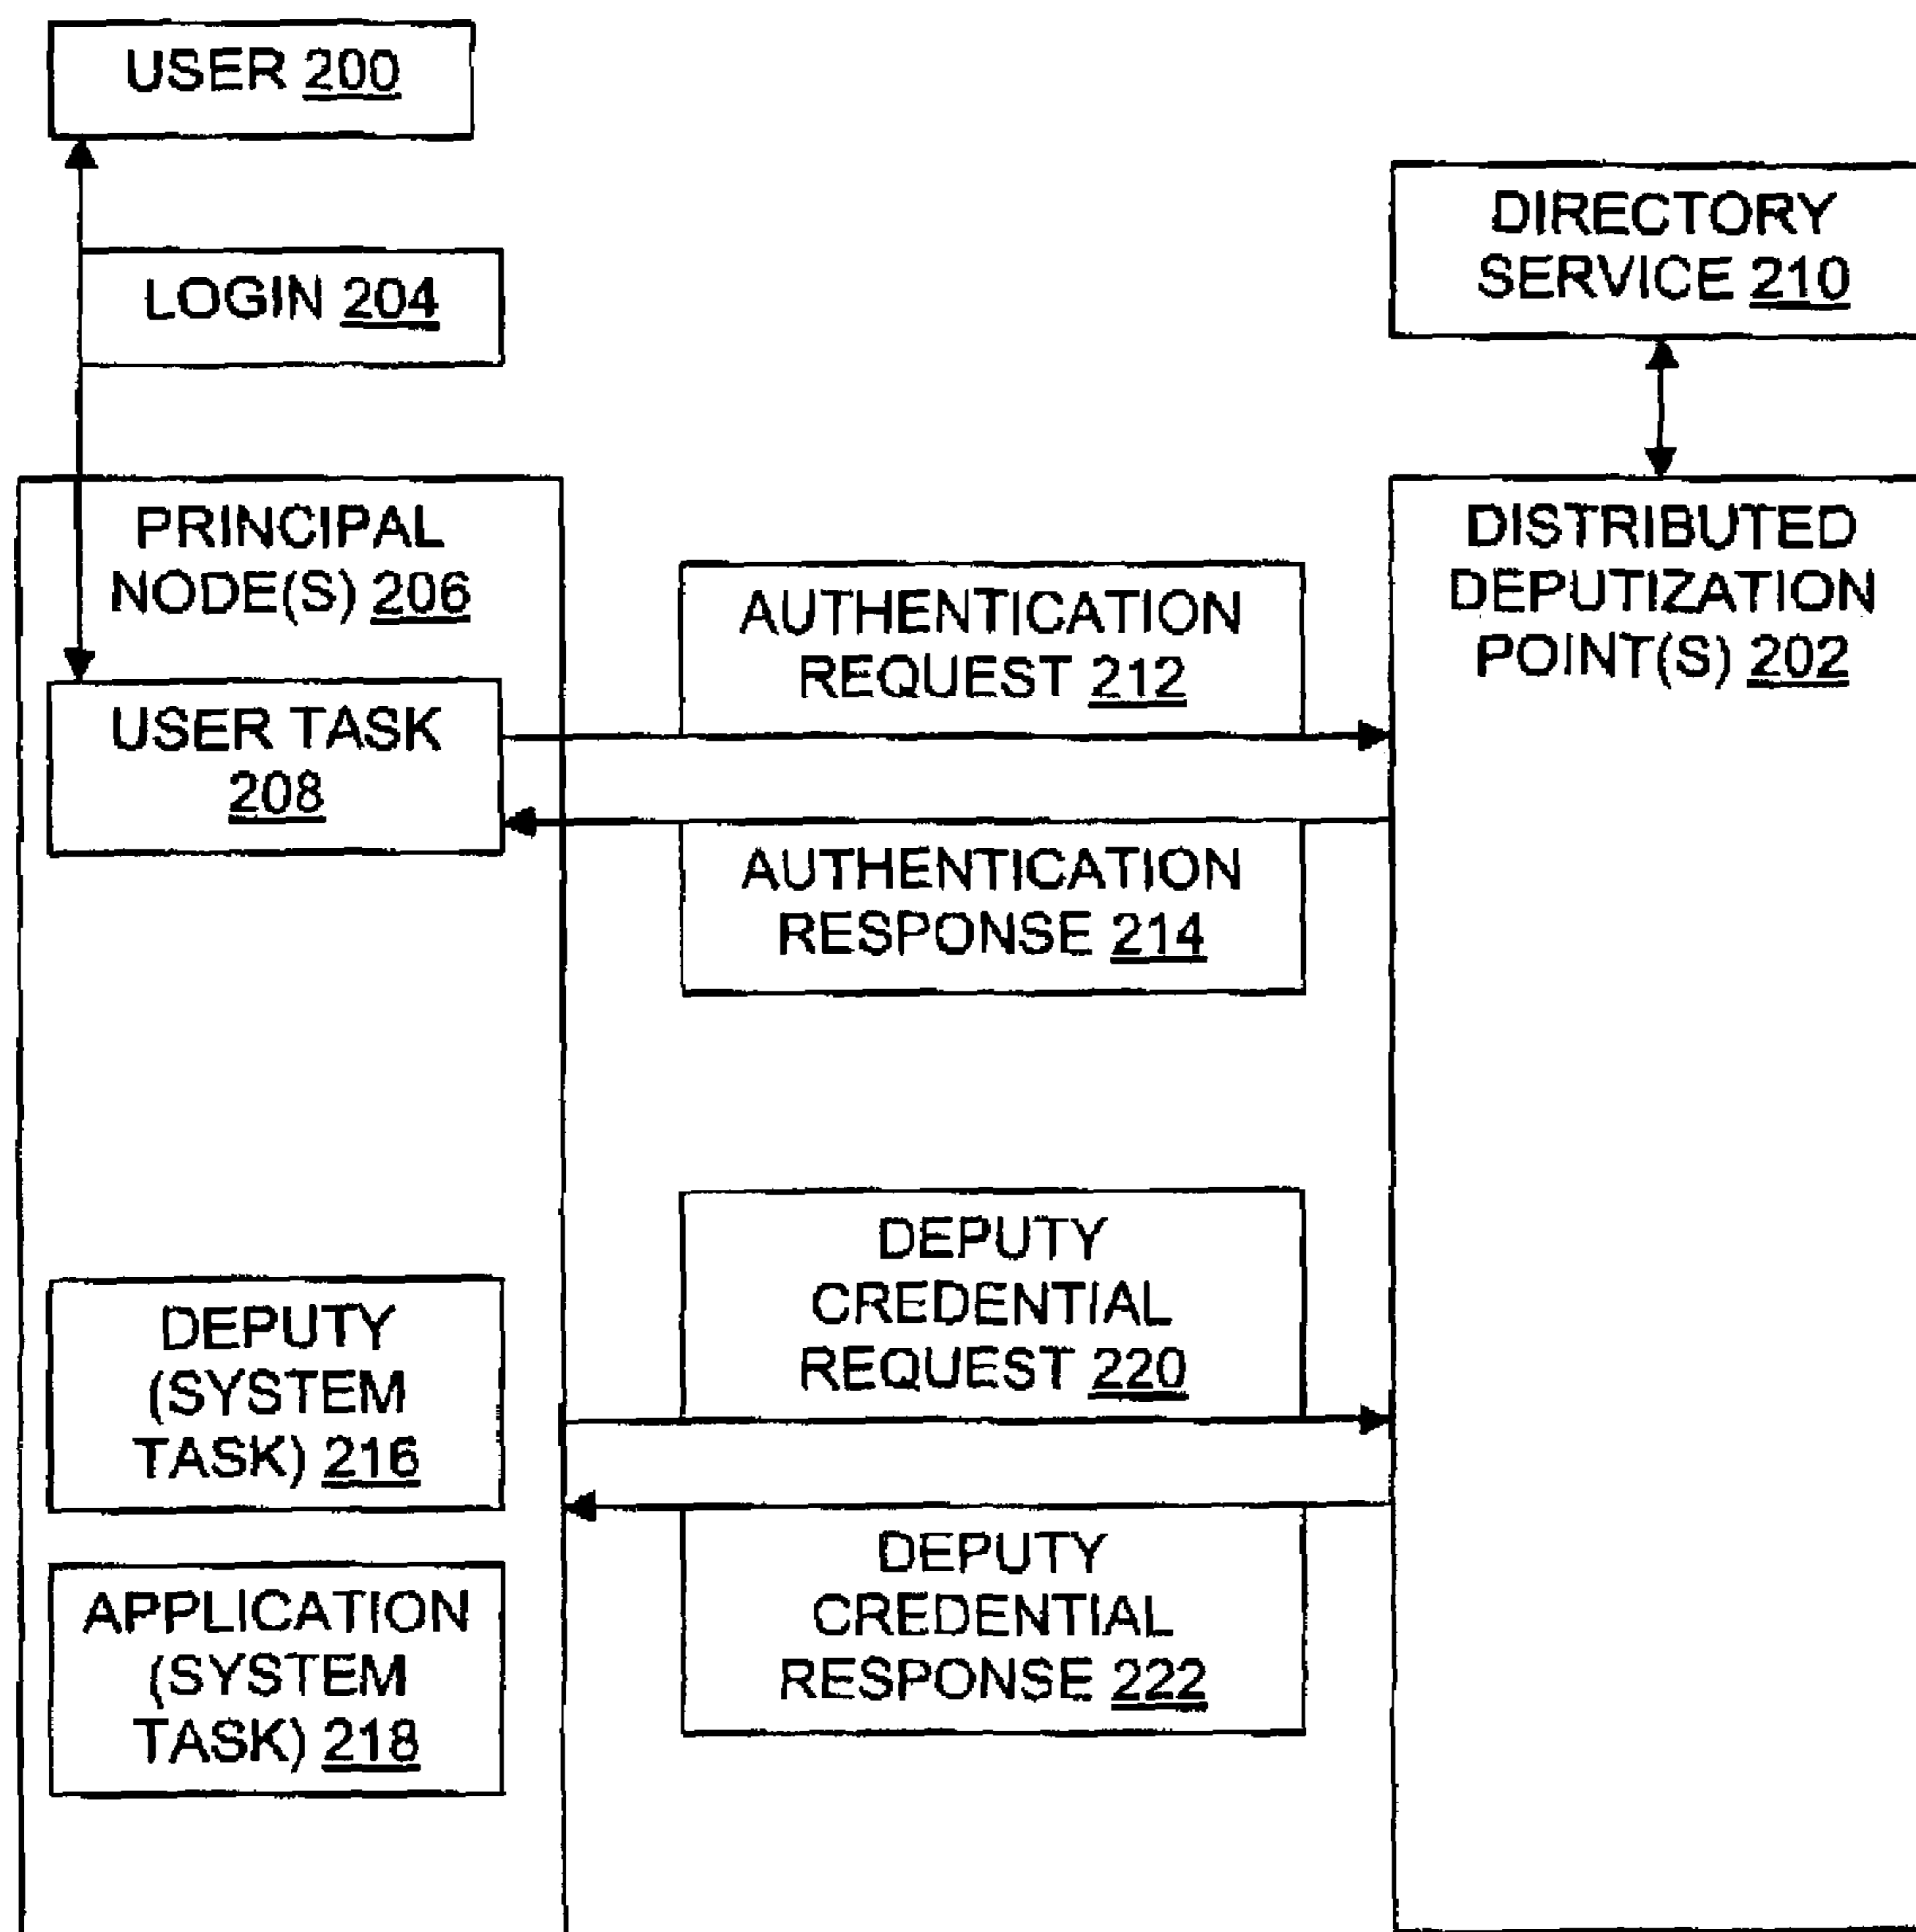 USER 200
LOGIN 204
DIRECTORY
SERVICE 210
PRINCIPAL
NODE(S) 206
USER TASK
208
AUTHENTICATION
REQUEST 212
AUTHENTICATION
RESPONSE 214
DISTRIBUTED
DEPUTIZATION
POINT(S) 202
DEPUTY
(SYSTEM
TASK) 216
DEPUTY
CREDENTIAL
REQUEST 220
DEPUTY
CREDENTIAL
RESPONSE 222
APPLICATION
(SYSTEM
TASK) 218